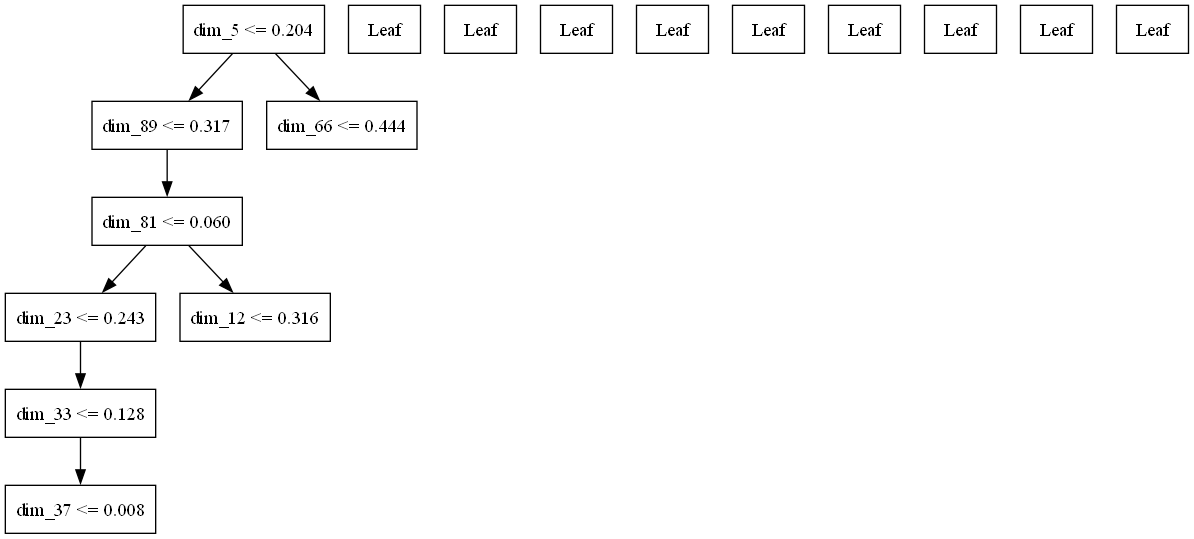 dim_5 <= 0.204
Leaf
Leaf
Leaf
Leaf
Leaf
Leaf
Leaf
Leaf
Leaf
dim_89 <= 0.317
dim_66 <= 0.444
dim_81 <= 0.060
dim_23 <= 0.243
dim_12 <= 0.316
dim_33 <= 0.128
dim_37 <= 0.008